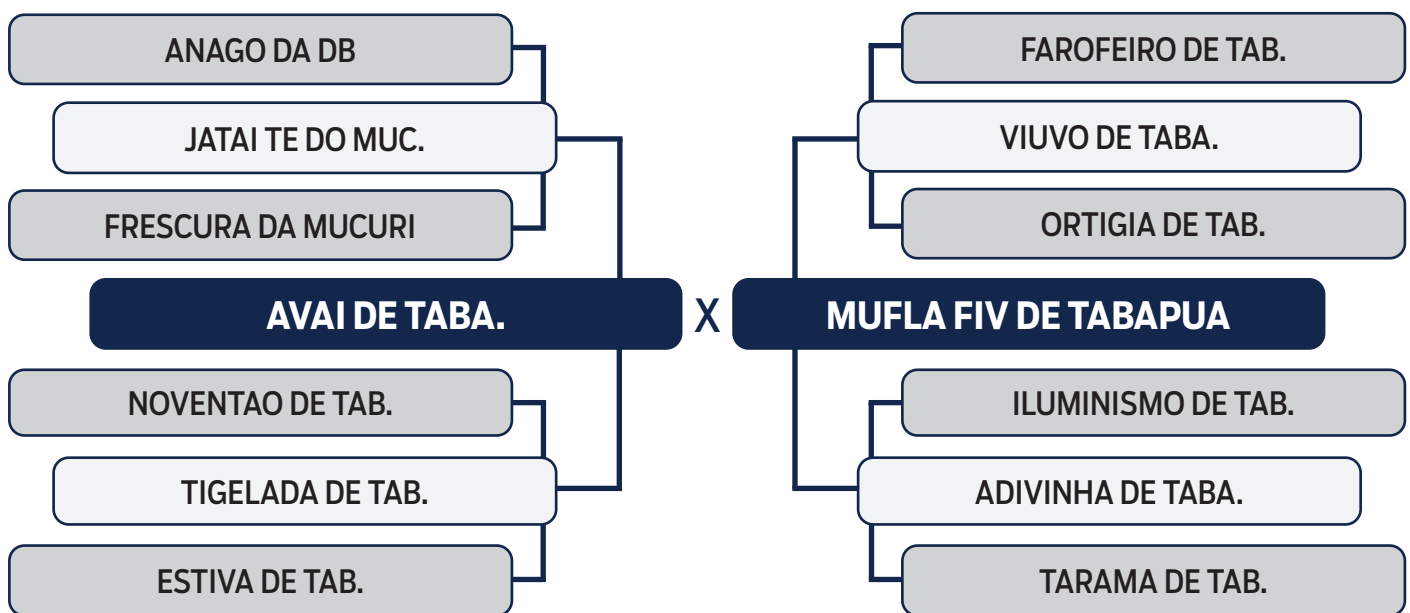 ANAGO DA DB
FAROFEIRO DE TAB.
JATAI TE DO MUC.
VIUVO DE TABA.
FRESCURA DA MUCURI
ORTIGIA DE TAB.
AVAI DE TABA.
X
MUFLA FIV DE TABAPUA
NOVENTAO DE TAB.
ILUMINISMO DE TAB.
TIGELADA DE TAB.
ADIVINHA DE TABA.
ESTIVA DE TAB.
TARAMA DE TAB.